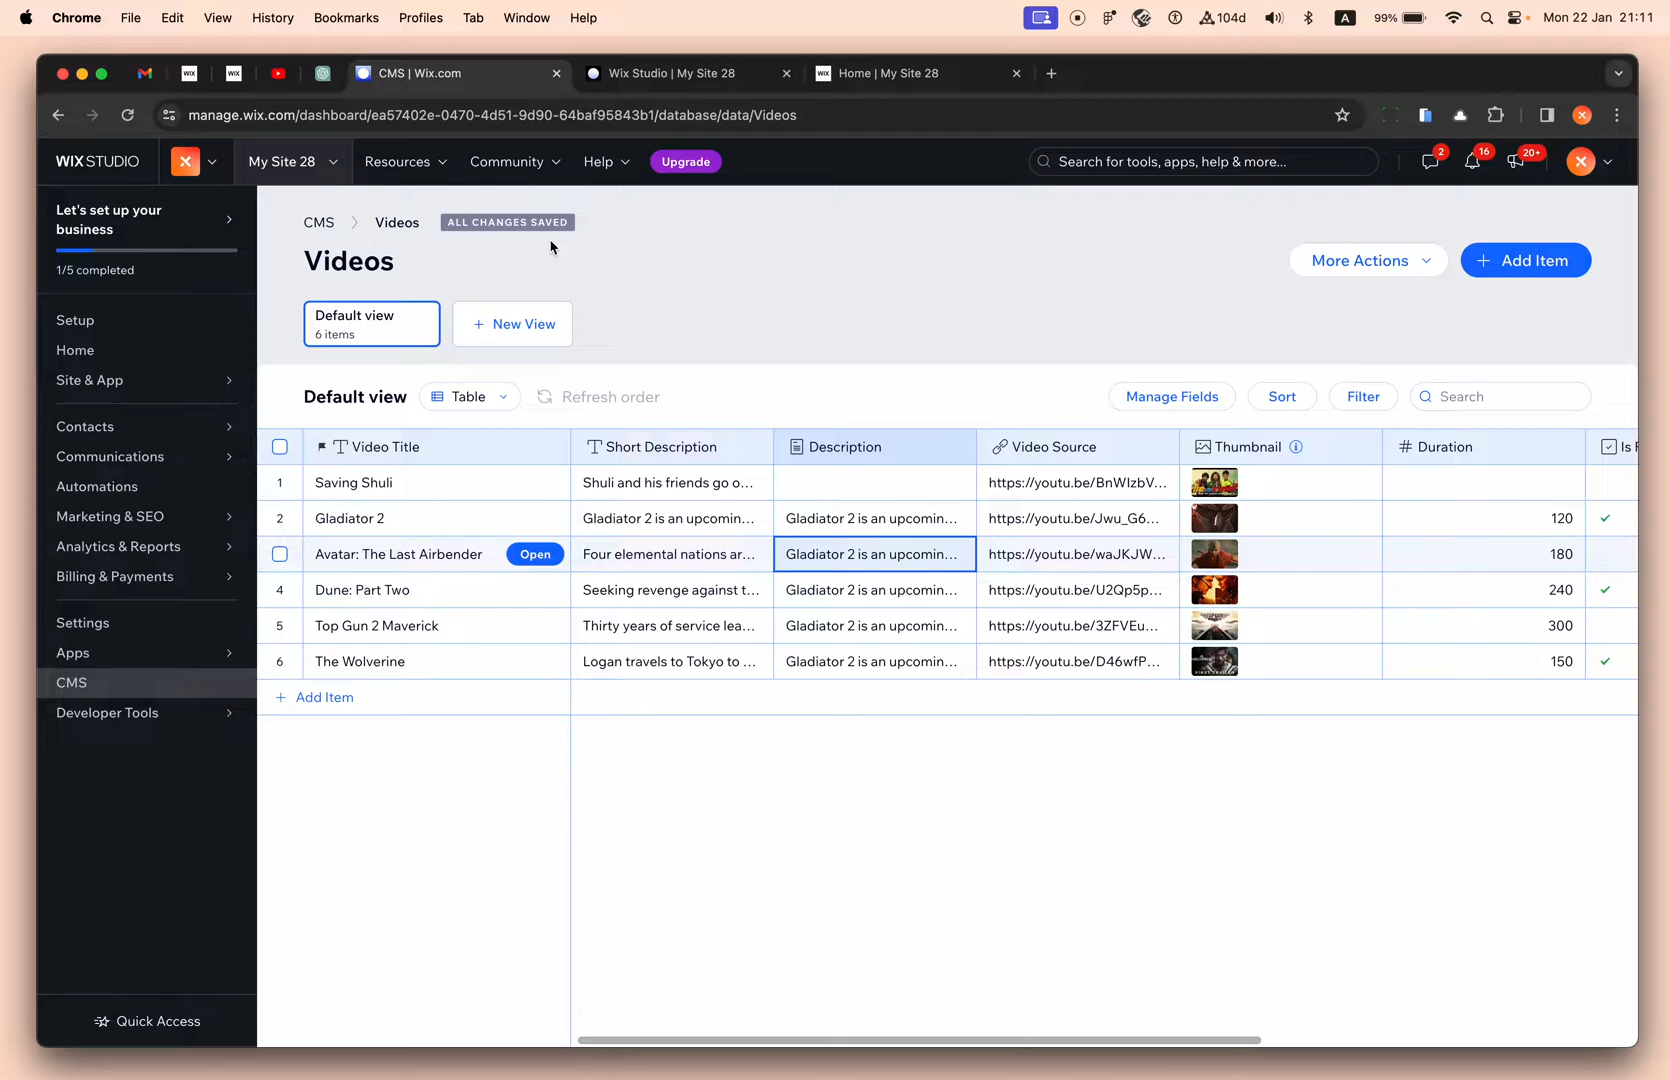 Chrome File Edit View History Bookmarks Profiles Tab Window Help 104d A 99% Mon 22 Jan 21:11
WIX WIX CMS | Wix.com Wix Studio | My Site 28 WIX Home | My Site 28
manage.wix.com/dashboard/ea57402e-0470-4d51-9d90-64baf95843b1/database/data/Videos
WIX STUDIO My Site 28 Resources Community Help Upgrade Search for tools, apps, help & more... 2 16 20+
Let's set up your
business
1/5 completed
Setup
Home
Site & App
Contacts
Communications
Automations
Marketing & SEO
Analytics & Reports
Billing & Payments
Settings
Apps
CMS
Developer Tools
Quick Access
CMS Videos ALL CHANGES SAVED
Videos
More Actions + Add Item
Default view
6 items
+ New View
Default view Table Refresh order Manage Fields Sort Filter Search
Video Title Short Description Description Video Source Thumbnail # Duration Is F
1 Saving Shuli Shuli and his friends go o... https://youtu.be/BnWIzbV...
2 Gladiator 2 Gladiator 2 is an upcomin... Gladiator 2 is an upcomin... https://youtu.be/Jwu_G6... 120
Avatar: The Last Airbender Open Four elemental nations ar... Gladiator 2 is an upcomin... https://youtu.be/waJKJW... 180
4 Dune: Part Two Seeking revenge against t... Gladiator 2 is an upcomin... https://youtu.be/U2Qp5p... 240
5 Top Gun 2 Maverick Thirty years of service lea... Gladiator 2 is an upcomin... https://youtu.be/3ZFVEu... 300
6 The Wolverine Logan travels to Tokyo to ... Gladiator 2 is an upcomin... https://youtu.be/D46wfP... 150
+ Add Item